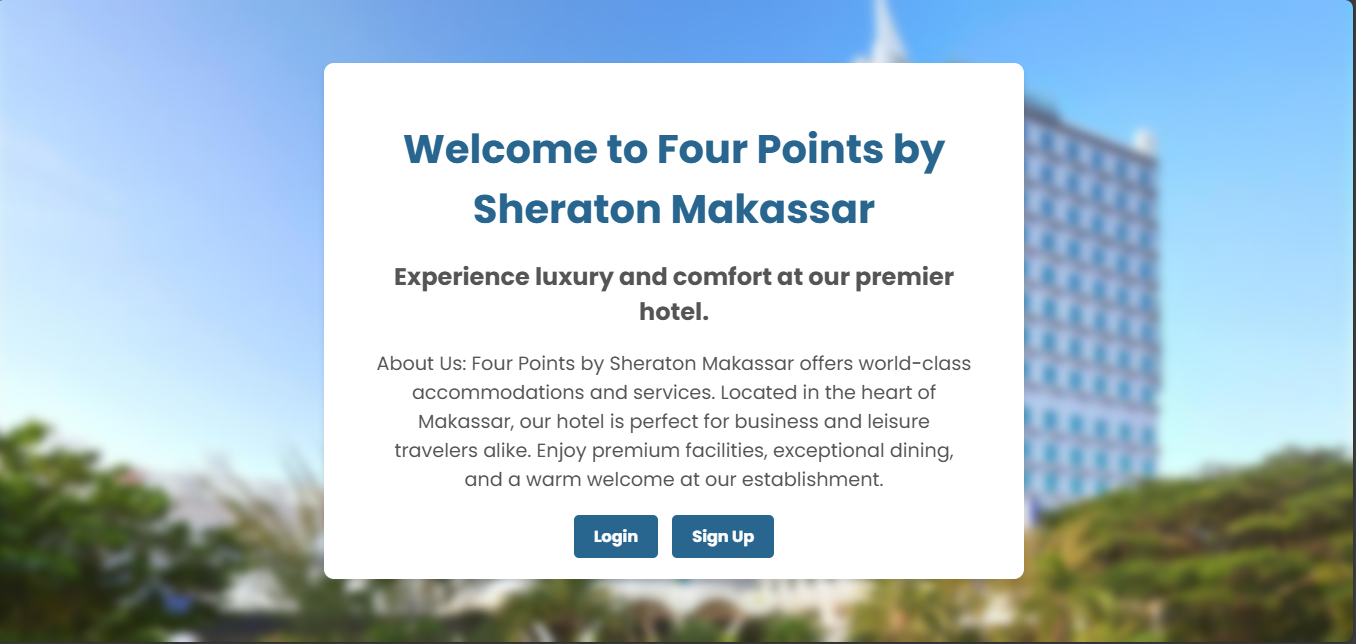 Welcome to Four Points by
Sheraton Makassar
Experience luxury and comfort at our premier
hotel.
About Us: Four Points by Sheraton Makassar offers world-class
accommodations and services. Located in the heart of
Makassar, our hotel is perfect for business and leisure
travelers alike. Enjoy premium facilities, exceptional dining,
and a warm welcome at our establishment.
Login
Sign Up